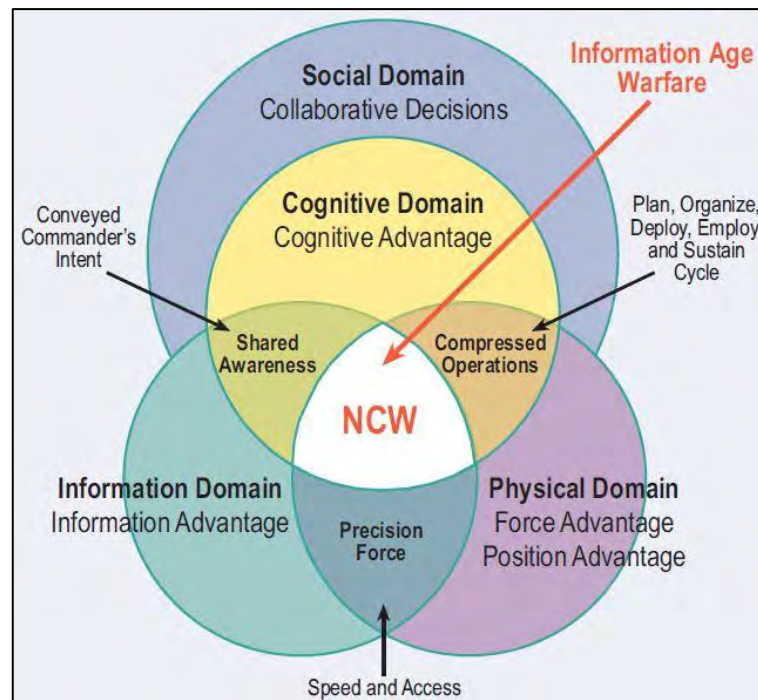 Information Age
Warfare
Social Domain
Collaborative Decisions
Conveyed
Commander's
Intent
Cognitive Domain
Cognitive Advantage
Plan, Organize,
Deploy, Employ
and Sustain
Cycle
Shared
Awareness
Compressed
Operations
NCW
Information Domain
Information Advantage
Physical Domain
Force Advantage
Position Advantage
Precision
Force
Speed and Access